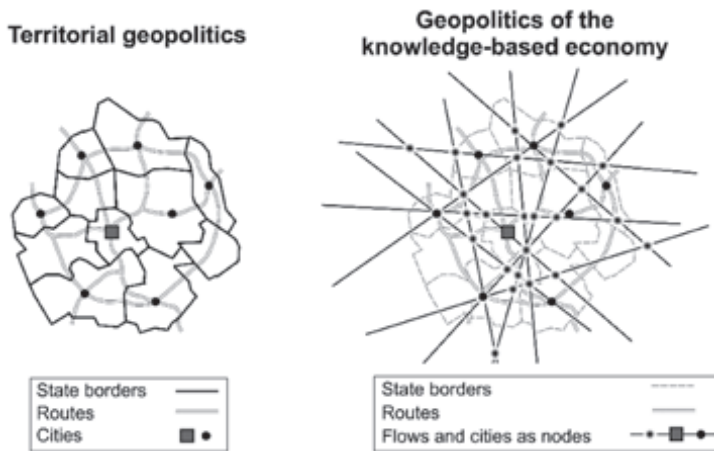 Territorial geopolitics
Geopolitics of the
knowledge-based economy
State borders
Routes
Cities
State borders
Routes
Flows and cities as nodes